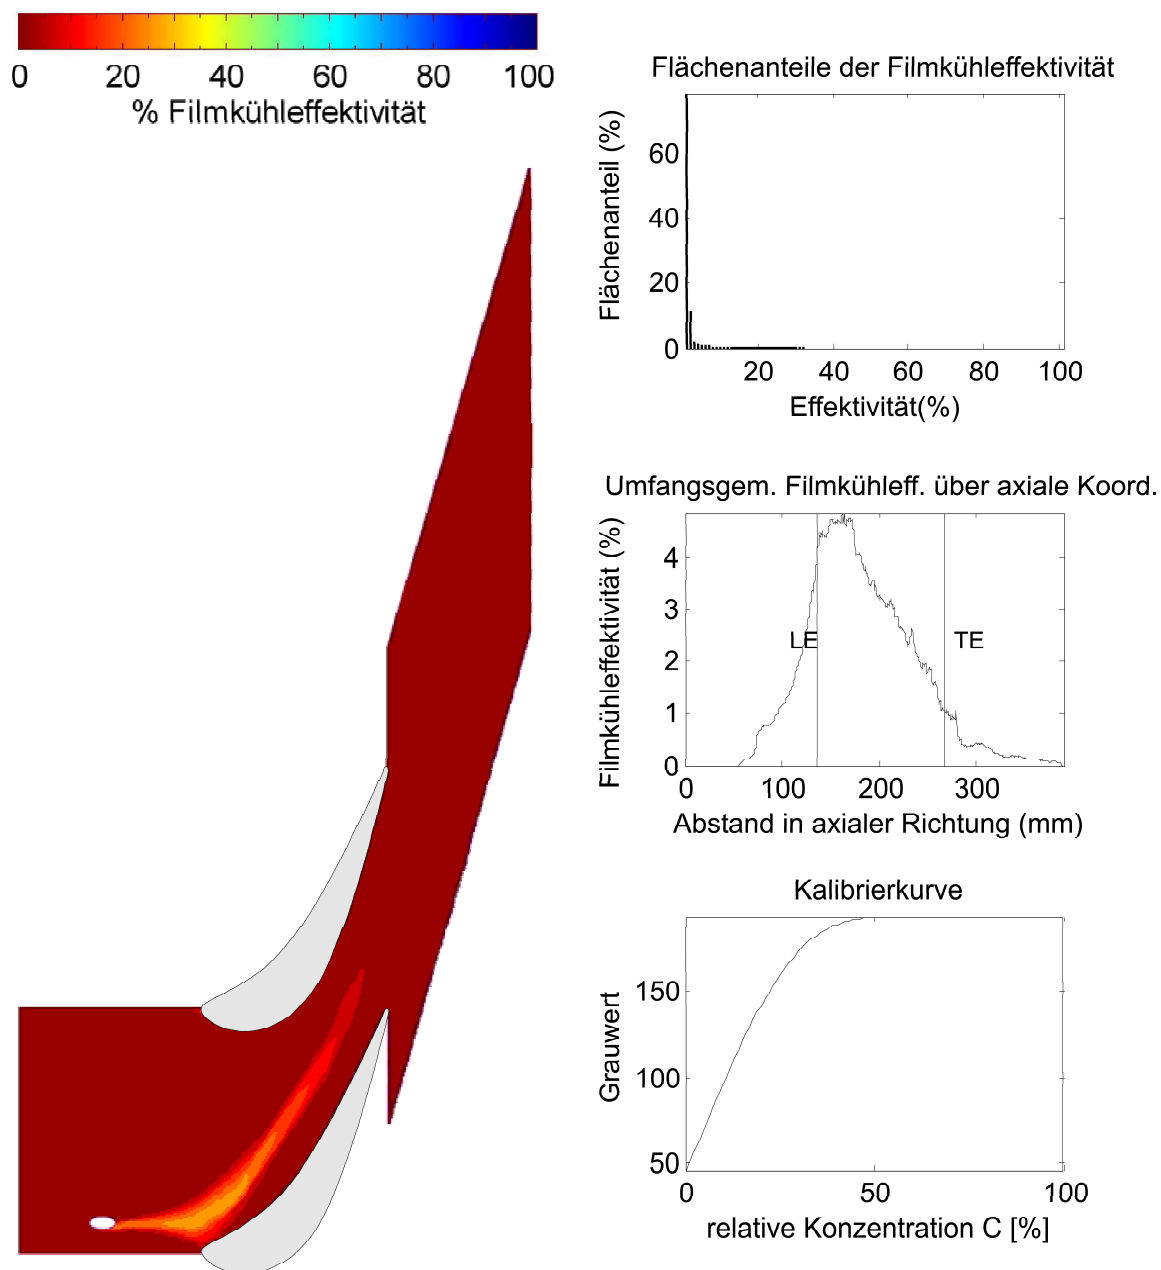 0 20 40 60 80 100
% Filmkühleffektivität
Flächenanteile der Filmkühleffektivität
Flächenanteil (%)
60
40
20
0
20 40 60 80 100
Effektivität(%)
Umfangsgem. Filmkühleff. über axiale Koord.
Filmkühleffektivität (%)
4
3
2
1
0
LE TE
0 100 200 300
Abstand in axialer Richtung (mm)
Kalibrierkurve
Grauwert
150
100
50
0 50 100
relative Konzentration C [%]